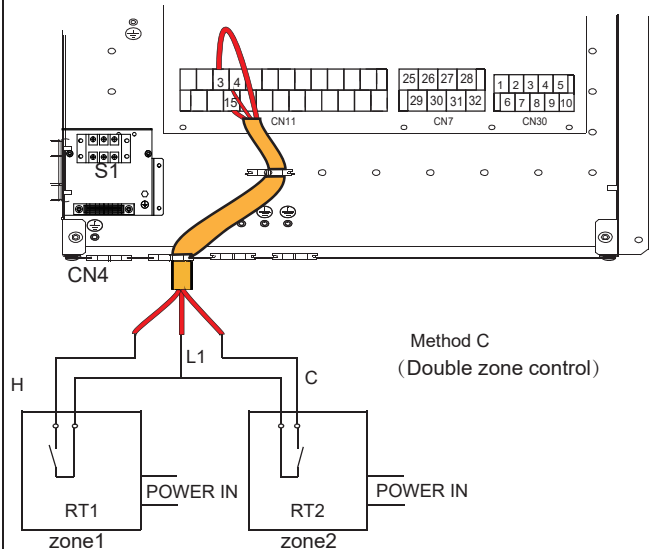 3 4
15
CN11
25 26 27 28
29 30 31 32
CN7
1 2 3 4 5
6 7 8 9 10
CN30
S1
CN4
Method C
（Double zone control）
H
L1
C
RT1
POWER IN
zone1
RT2
POWER IN
zone2